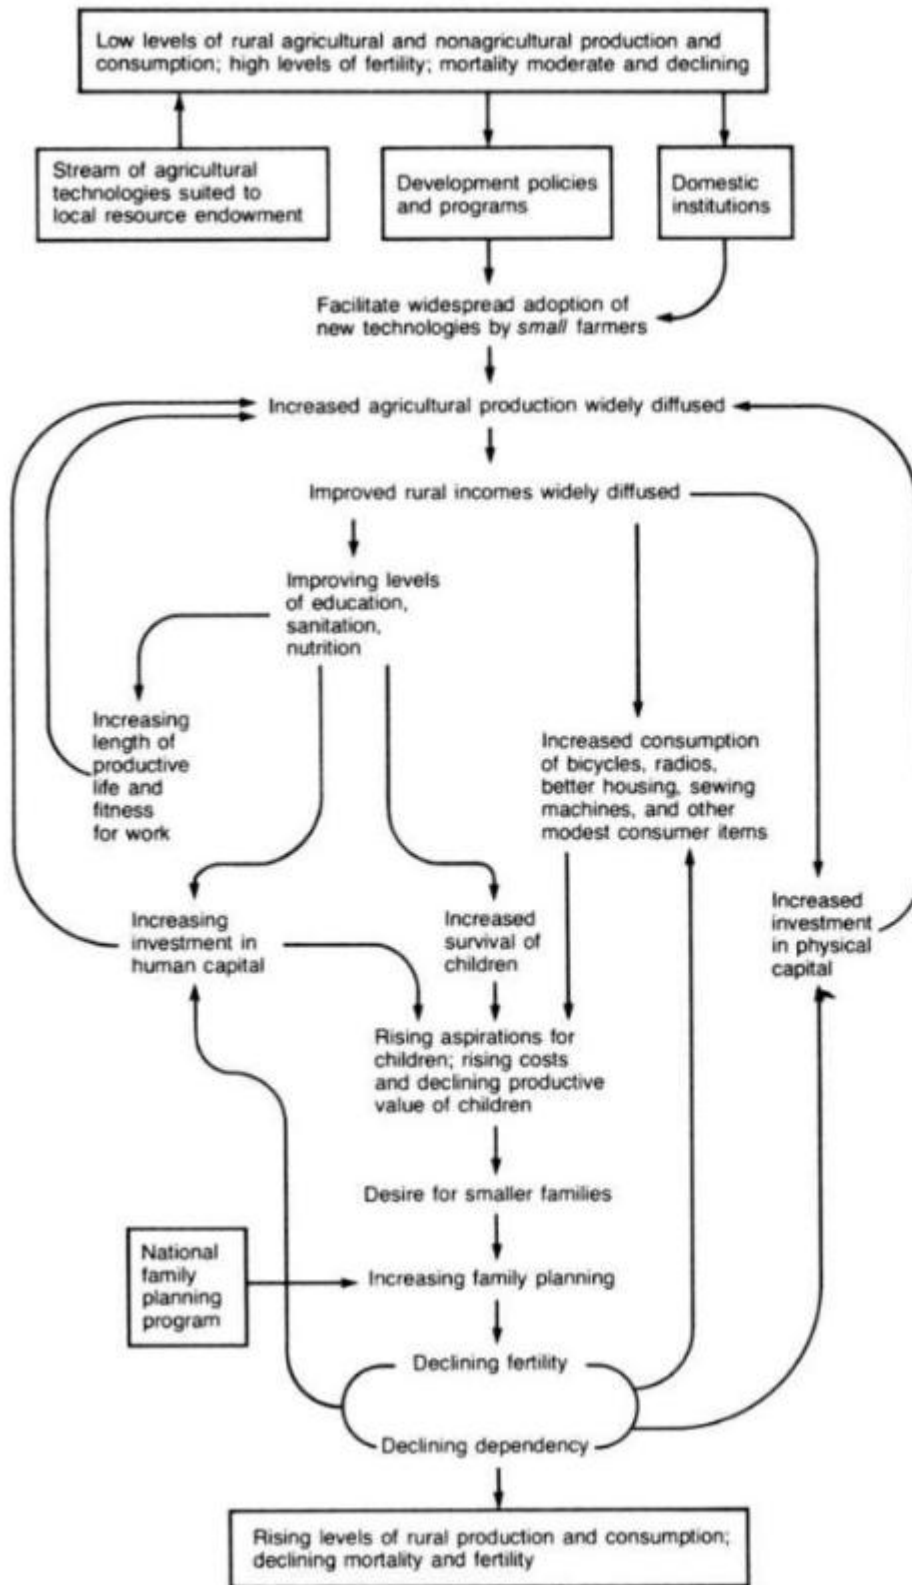 Low levels of rural agricultural and nonagricultural production and
consumption; high levels of fertility; mortality moderate and declining
Stream of agricultural
technologies suited to
local resource endowment
Development policies
and programs
Domestic
institutions
Facilitate widespread adoption of
new technologies by small farmers
Increased agricultural production widely diffused
Improved rural incomes widely diffused
Improving levels
of education,
sanitation,
nutrition
Increasing
length of
productive
life and
fitness
for work
Increased consumption
of bicycles, radios,
better housing, sewing
machines, and other
modest consumer items
Increasing
investment in
human capital
Increased
survival of
children
Increased
investment
in physical
capital
Rising aspirations for
children; rising costs
and declining productive
value of children
Desire for smaller families
National
family
planning
program
Increasing family planning
Declining fertility
Declining dependency
Rising levels of rural production and consumption;
declining mortality and fertility